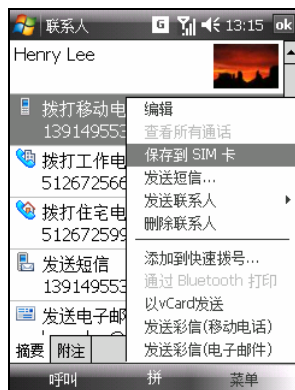 联系人 G 13:15 ok
Henry Lee
拨打移动电
139149553
拨打工作电
512672566
拨打住宅电
512672599
发送短信
139149553
发送电子邮
摘要 附注
编辑
查看所有通话
保存到 SIM 卡
发送短信...
发送联系人
删除联系人
添加到快速拨号...
通过 Bluetooth 打印
以vCard发送
发送彩信(移动电话)
发送彩信(电子邮件)
呼叫 拼 菜单